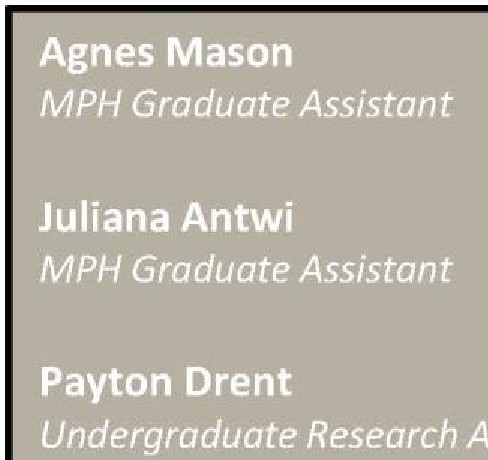 Agnes Mason
MPH Graduate Assistant
Juliana Antwi
MPH Graduate Assistant
Payton Drent
Undergraduate Research